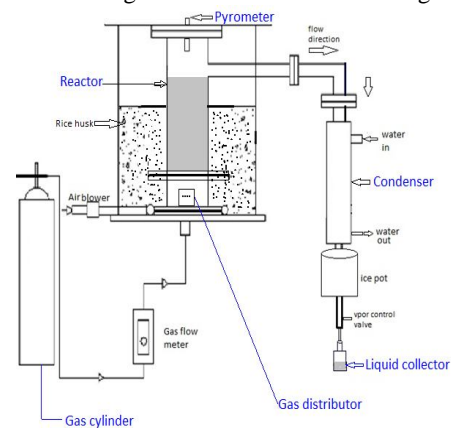 Pyrometer
flow
direction
Reactor
Rice husk
water
in
Condenser
Air blower
water
out
ice pot
vpor control
valve
Gas flow
meter
Liquid collector
Gas distributor
Gas cylinder